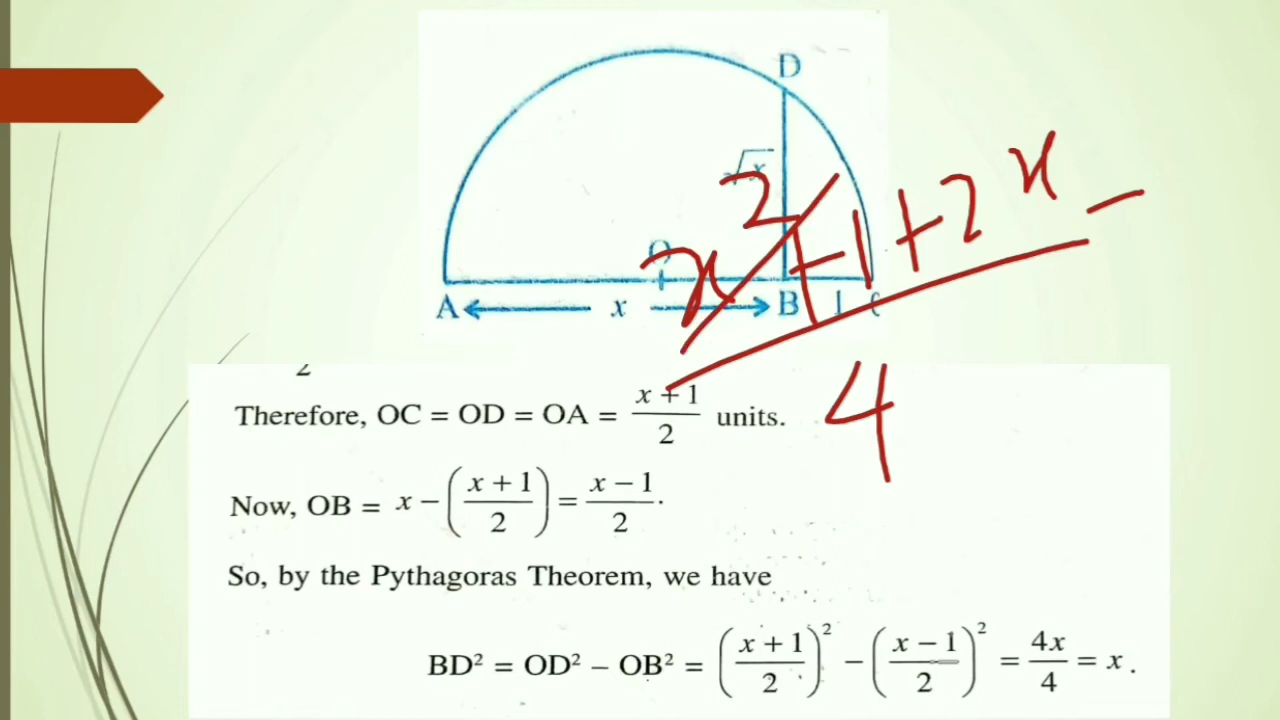 D
√x
O
A x B 1 C
x² + 1 + 2x –
4
2
Therefore, OC = OD = OA = (x + 1)/2 units.
Now, OB = x – ((x + 1)/2) = (x – 1)/2.
So, by the Pythagoras Theorem, we have
BD² = OD² – OB² = ((x + 1)/2)² – ((x – 1)/2)² = 4x/4 = x.